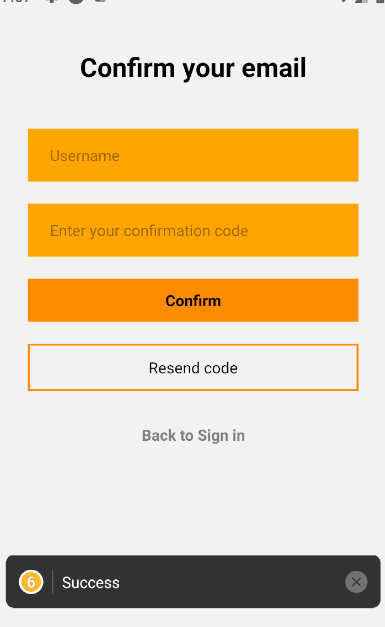 Confirm your email
Username
Enter your confirmation code
Confirm
Resend code
Back to Sign in
6 Success